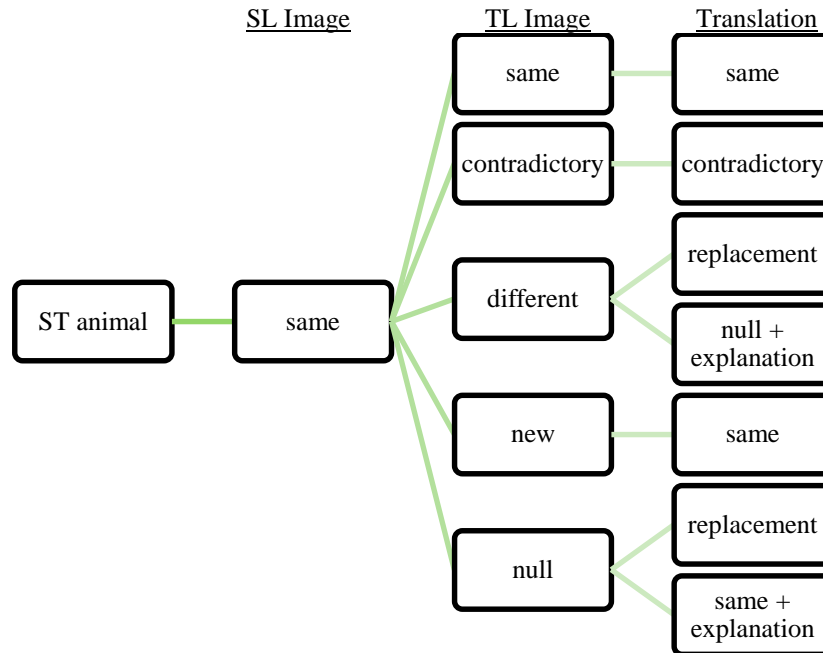 SL Image
TL Image
Translation
same
same
contradictory
contradictory
replacement
ST animal
same
different
null +
explanation
new
same
replacement
null
same +
explanation